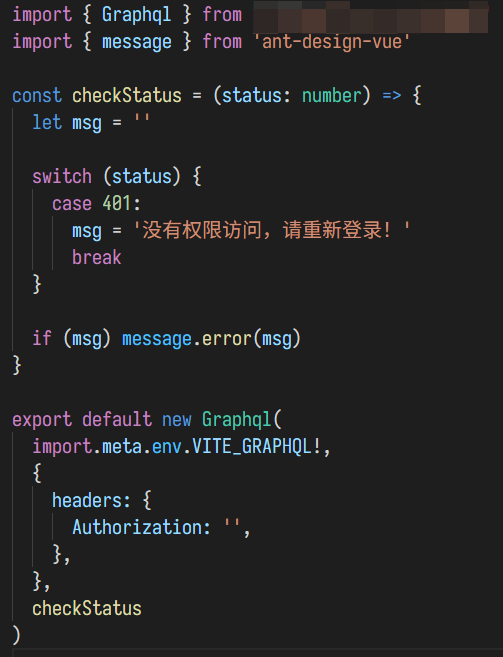 import { Graphql } from
import { message } from 'ant-design-vue'
const checkStatus = (status: number) => {
let msg = ''
switch (status) {
case 401:
msg = '没有权限访问，请重新登录！'
break
}
if (msg) message.error(msg)
}
export default new Graphql(
import.meta.env.VITE_GRAPHQL!,
{
headers: {
Authorization: '',
},
},
checkStatus
)